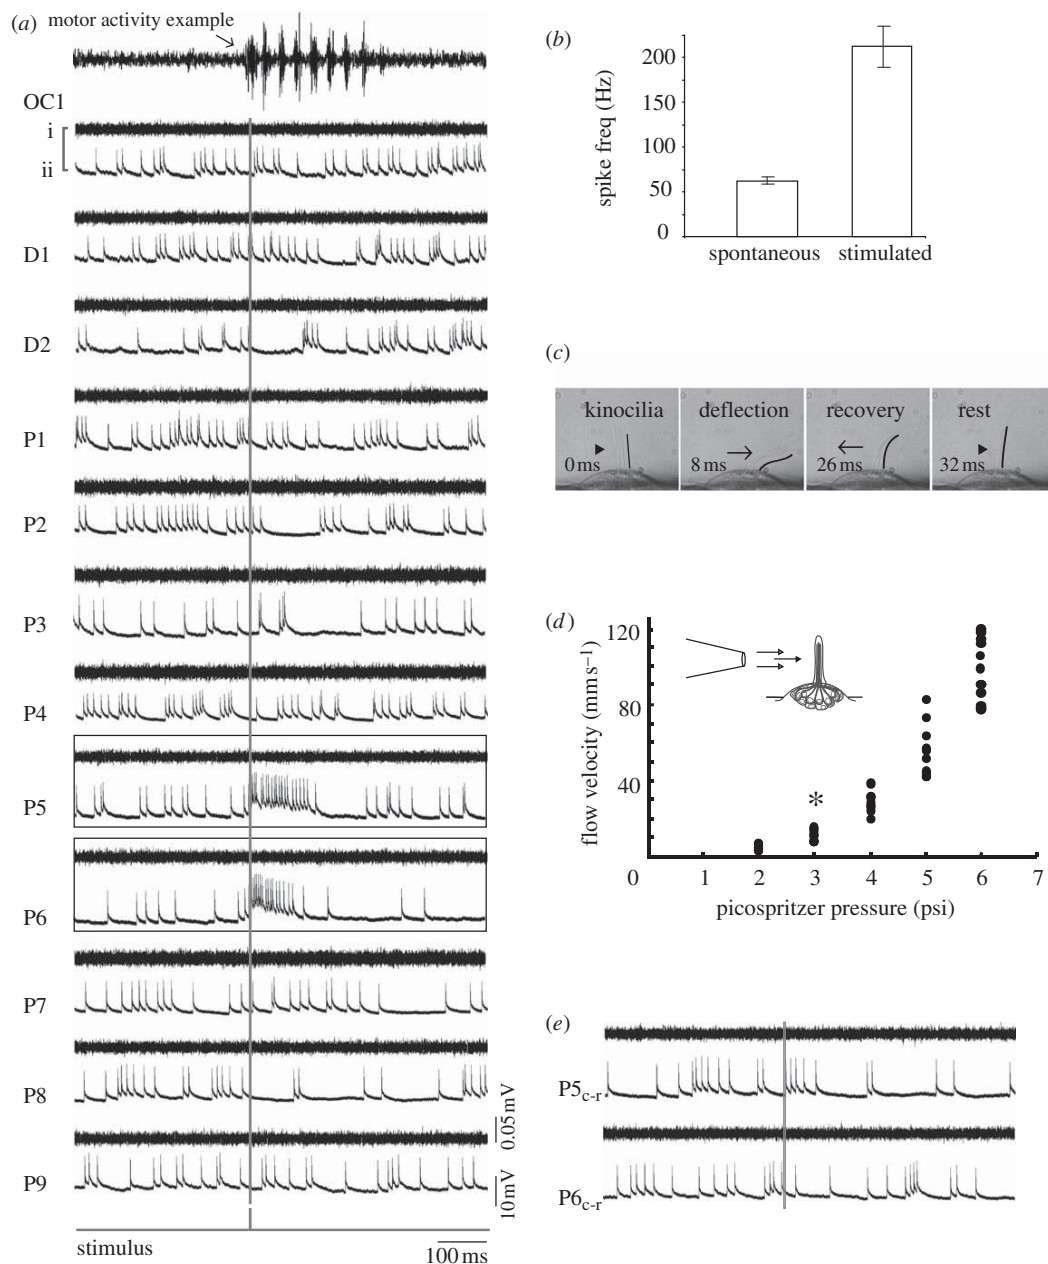 (a)
motor activity example
OC1
i
ii
D1
D2
P1
P2
P3
P4
P5
P6
P7
P8
P9
0.05 mV
10 mV
stimulus
100 ms
(b)
spike freq (Hz)
200
150
100
50
0
spontaneous
stimulated
(c)
kinocilia
deflection
recovery
rest
0 ms
8 ms
26 ms
32 ms
(d)
flow velocity (mm s⁻¹)
120
80
40
*
0 1 2 3 4 5 6 7
picospritzer pressure (psi)
(e)
P5c-r
P6c-r